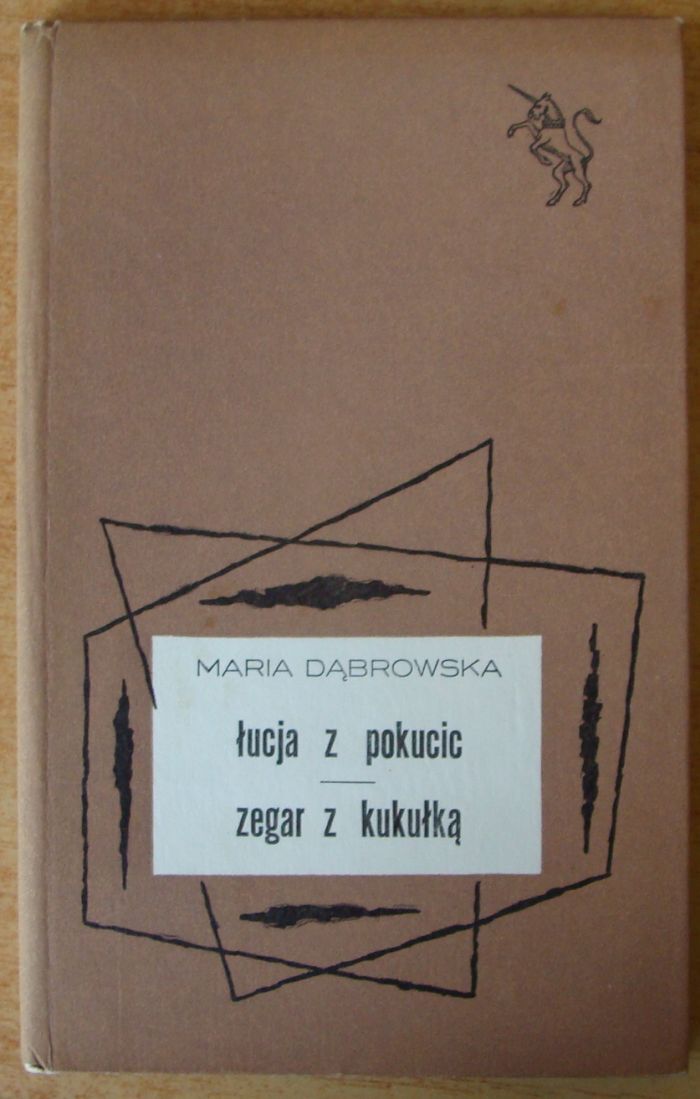 MARIA DĄBROWSKA
łucja z pokucic
zegar z kukułką